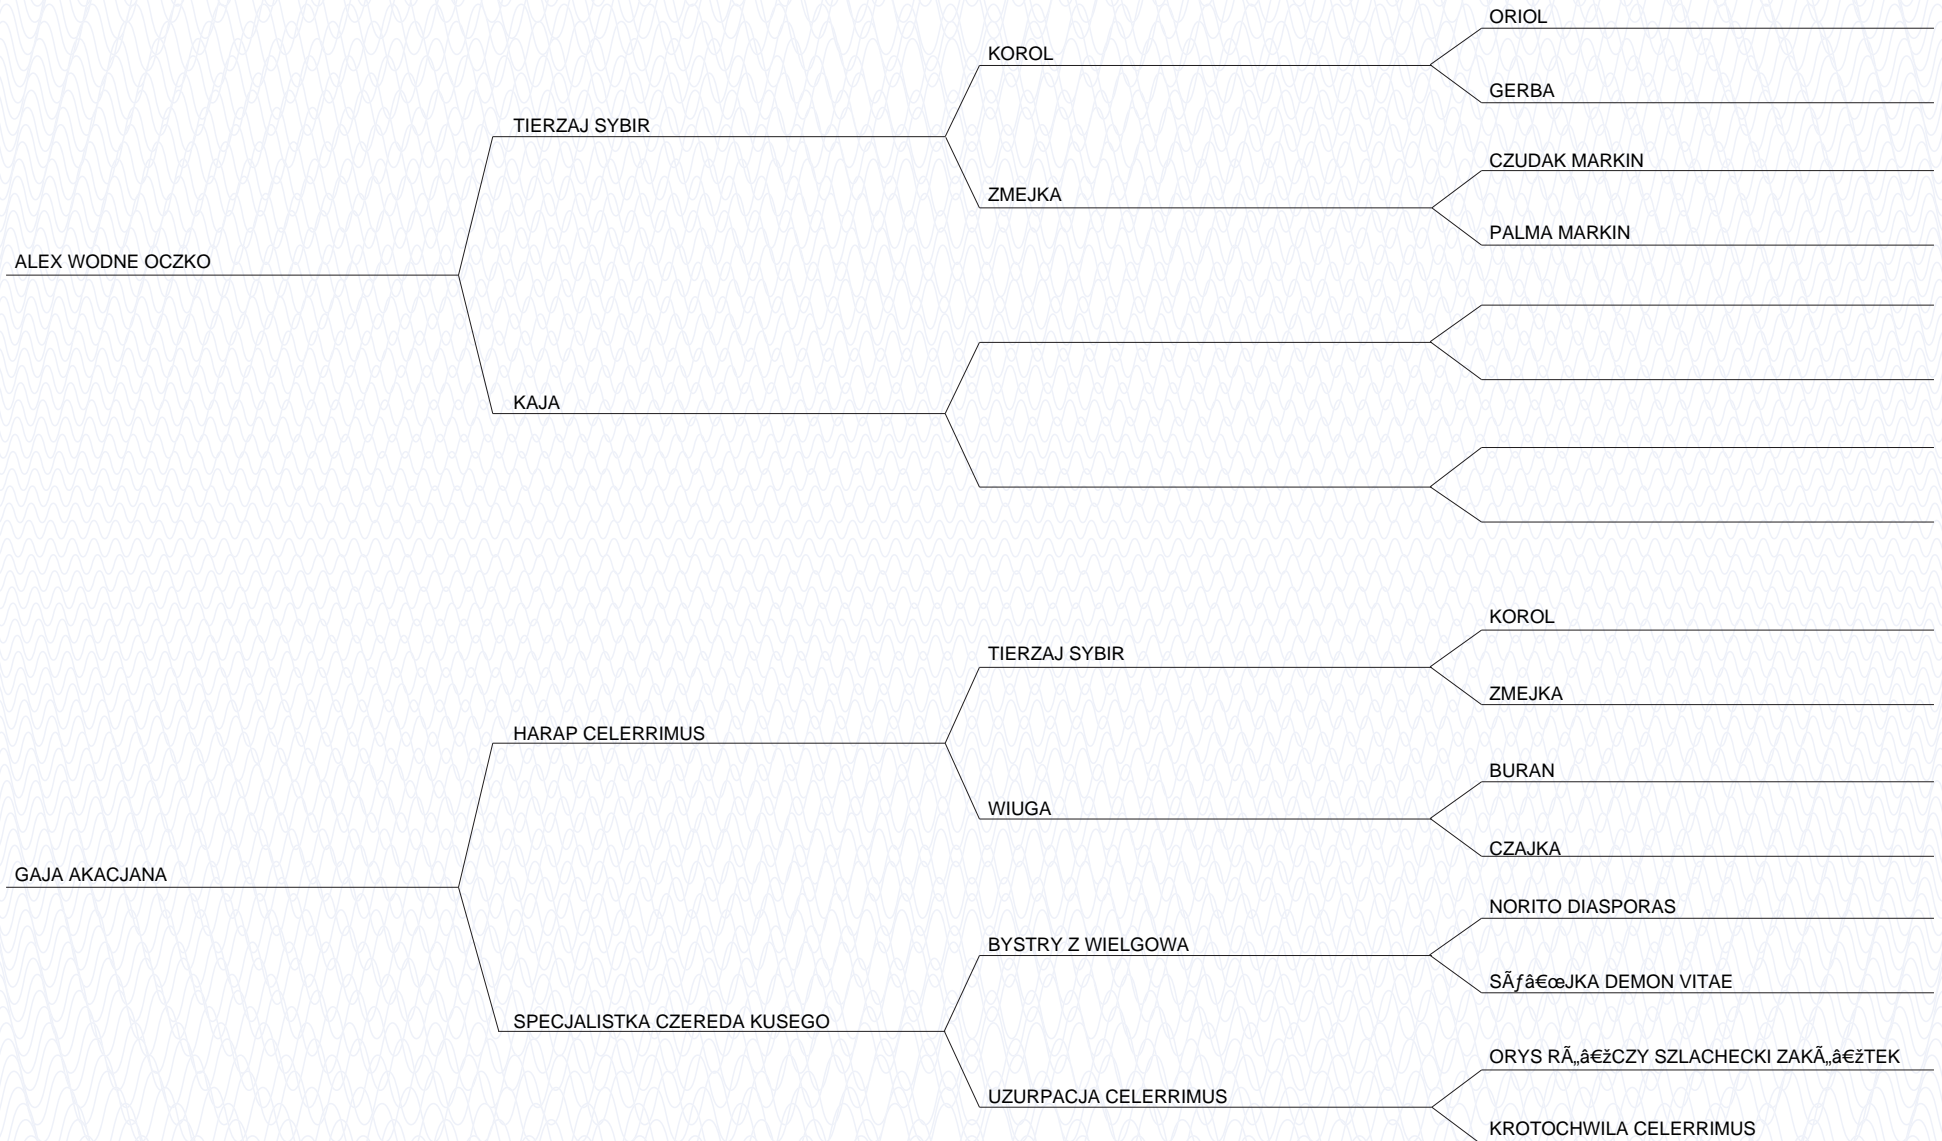 ORIOL
KOROL
GERBA
TIERZAJ SYBIR
CZUDAK MARKIN
ZMEJKA
PALMA MARKIN
ALEX WODNE OCZKO
KAJA
KOROL
TIERZAJ SYBIR
ZMEJKA
HARAP CELERRIMUS
BURAN
WIUGA
CZAJKA
GAJA AKACJANA
NORITO DIASPORAS
BYSTRY Z WIELGOWA
SÃƒâ€œJKA DEMON VITAE
SPECJALISTKA CZEREDA KUSEGO
ORYS RÃ„â€žCZY SZLACHECKI ZAKÃ„â€žTEK
UZURPACJA CELERRIMUS
KROTOCHWILA CELERRIMUS